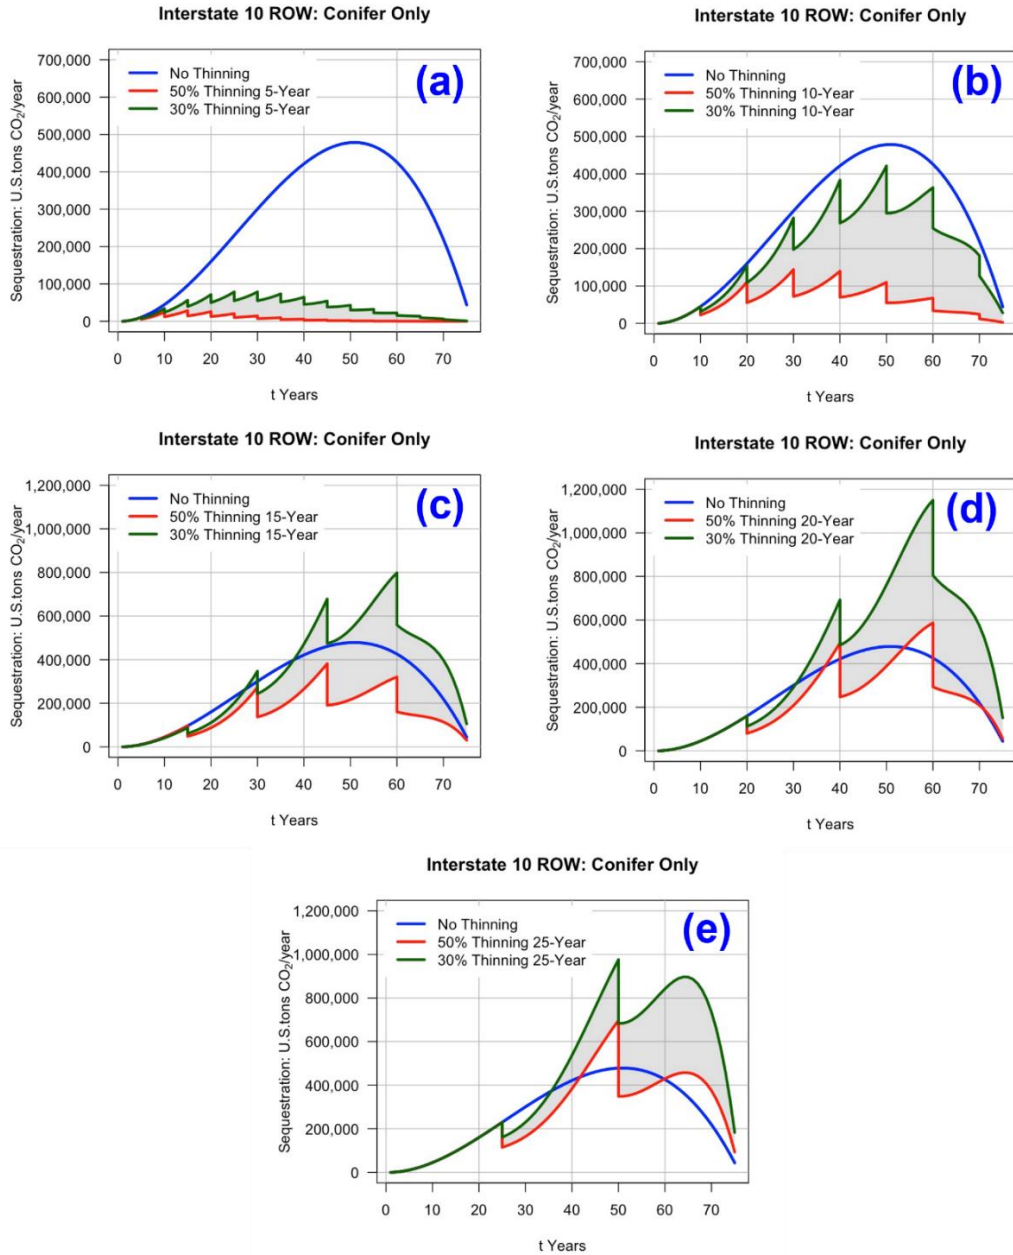 Interstate 10 ROW: Conifer Only
(a)
No Thinning
50% Thinning 5-Year
30% Thinning 5-Year
Sequestration: U.S.tons CO₂/year
700,000
600,000
500,000
400,000
300,000
200,000
100,000
0
0 10 20 30 40 50 60 70
t Years
Interstate 10 ROW: Conifer Only
(b)
No Thinning
50% Thinning 10-Year
30% Thinning 10-Year
Sequestration: U.S.tons CO₂/year
700,000
600,000
500,000
400,000
300,000
200,000
100,000
0
0 10 20 30 40 50 60 70
t Years
Interstate 10 ROW: Conifer Only
(c)
No Thinning
50% Thinning 15-Year
30% Thinning 15-Year
Sequestration: U.S.tons CO₂/year
1,200,000
1,000,000
800,000
600,000
400,000
200,000
0
0 10 20 30 40 50 60 70
t Years
Interstate 10 ROW: Conifer Only
(d)
No Thinning
50% Thinning 20-Year
30% Thinning 20-Year
Sequestration: U.S.tons CO₂/year
1,200,000
1,000,000
800,000
600,000
400,000
200,000
0
0 10 20 30 40 50 60 70
t Years
Interstate 10 ROW: Conifer Only
(e)
No Thinning
50% Thinning 25-Year
30% Thinning 25-Year
Sequestration: U.S.tons CO₂/year
1,200,000
1,000,000
800,000
600,000
400,000
200,000
0
0 10 20 30 40 50 60 70
t Years